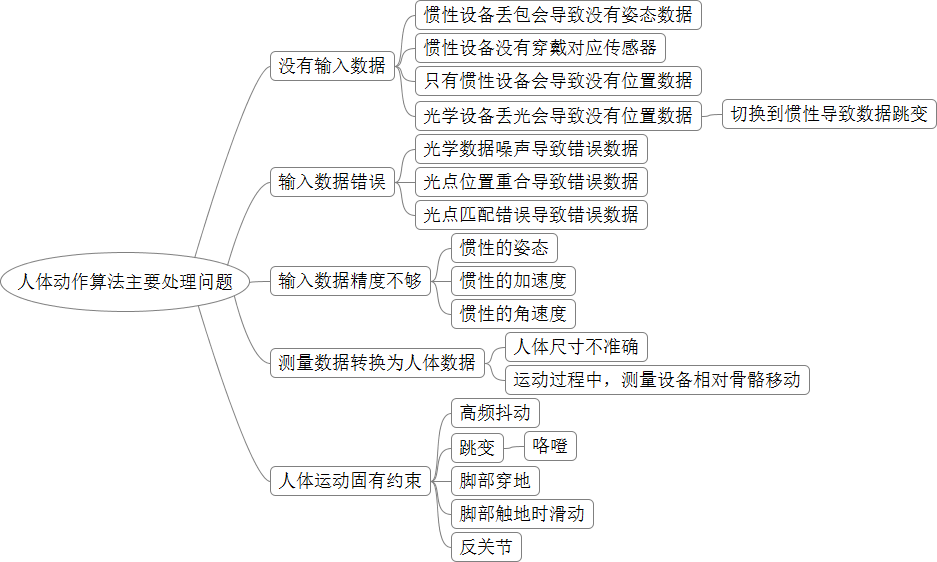 人体动作算法主要处理问题
没有输入数据
惯性设备丢包会导致没有姿态数据
惯性设备没有穿戴对应传感器
只有惯性设备会导致没有位置数据
光学设备丢光会导致没有位置数据
切换到惯性导致数据跳变
输入数据错误
光学数据噪声导致错误数据
光点位置重合导致错误数据
光点匹配错误导致错误数据
输入数据精度不够
惯性的姿态
惯性的加速度
惯性的角速度
测量数据转换为人体数据
人体尺寸不准确
运动过程中，测量设备相对骨骼移动
人体运动固有约束
高频抖动
跳变
咯噔
脚部穿地
脚部触地时滑动
反关节